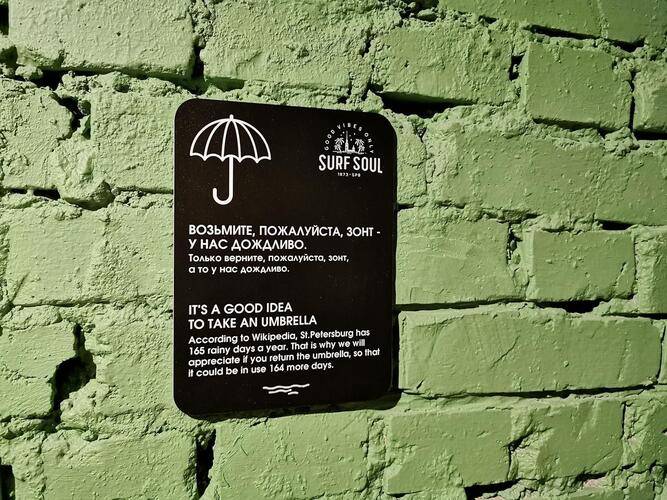 GOOD VIBES ONLY
SURF SOUL
1873 - SPB
ВОЗЬМИТЕ, ПОЖАЛУЙСТА, ЗОНТ -
У НАС ДОЖДЛИВО.
Только верните, пожалуйста, зонт,
а то у нас дождливо.
IT'S A GOOD IDEA
TO TAKE AN UMBRELLA
According to Wikipedia, St.Petersburg has
165 rainy days a year. That is why we will
appreciate if you return the umbrella, so that
it could be in use 164 more days.